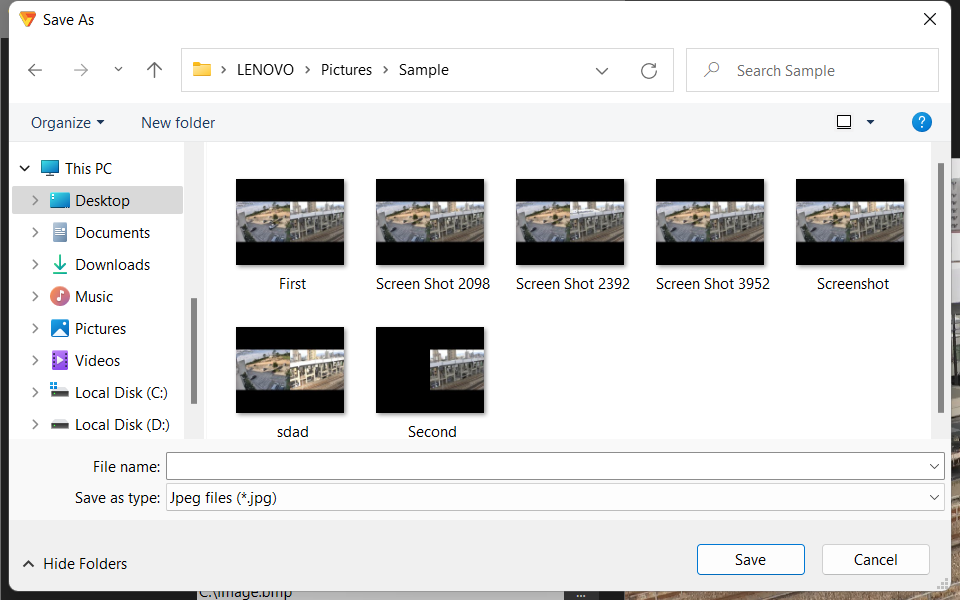 Save As
LENOVO Pictures Sample
Search Sample
Organize New folder
This PC
Desktop
Documents
Downloads
Music
Pictures
Videos
Local Disk (C:)
Local Disk (D:)
First Screen Shot 2098 Screen Shot 2392 Screen Shot 3952 Screenshot
sdad Second
File name:
Save as type: Jpeg files (*.jpg)
Hide Folders
Save Cancel
C:\image.bmp ...